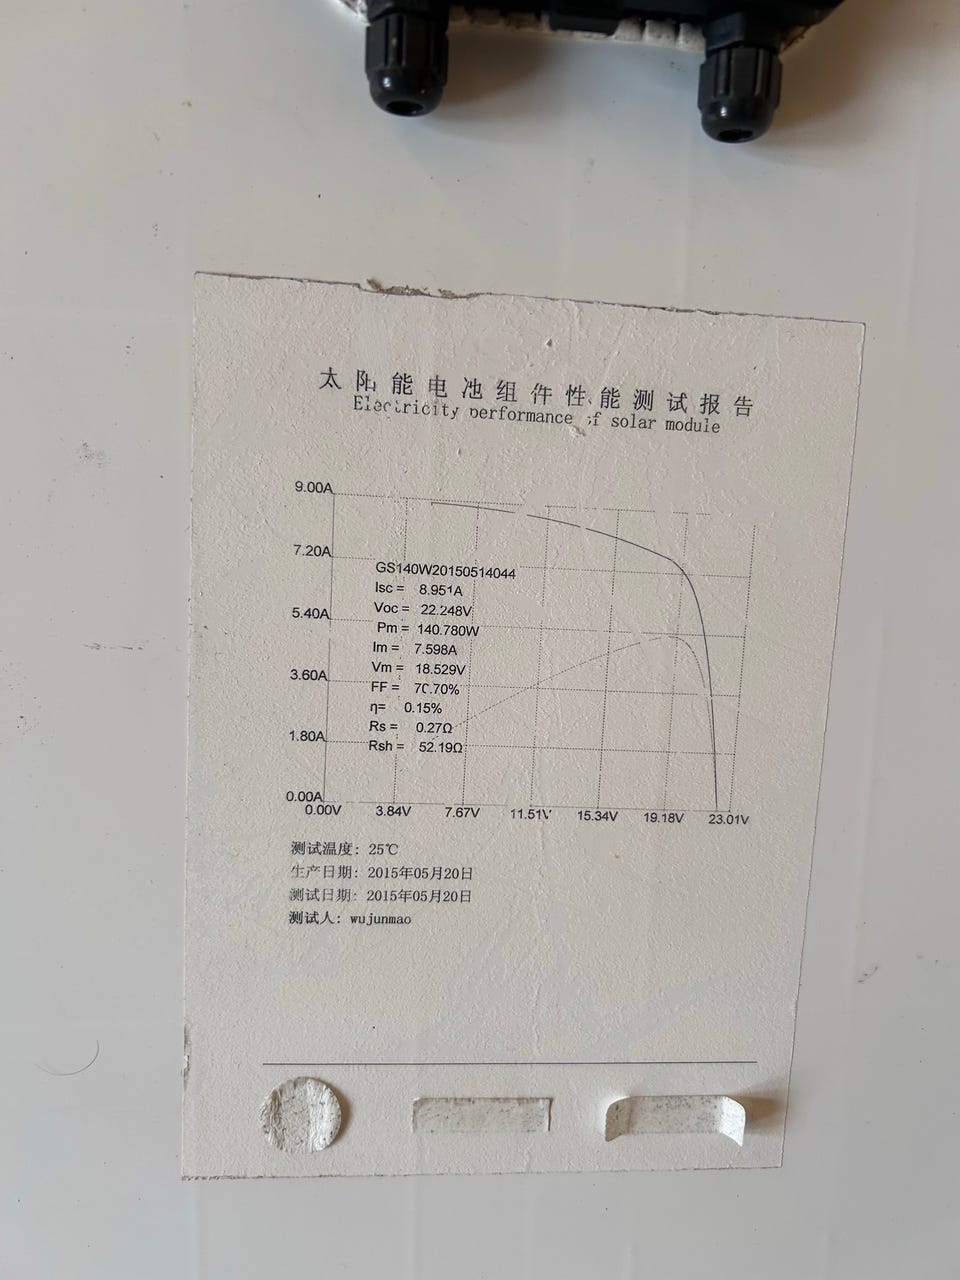 太阳能电池组件性能测试报告
Electricity performance of solar module
9.00A
7.20A
5.40A
3.60A
1.80A
0.00A
GS140W20150514044
Isc = 8.951A
Voc = 22.248V
Pm = 140.780W
Im = 7.598A
Vm = 18.529V
FF = 70.70%
η= 0.15%
Rs = 0.27Ω
Rsh = 52.19Ω
0.00V 3.84V 7.67V 11.51V 15.34V 19.18V 23.01V
测试温度: 25℃
生产日期: 2015年05月20日
测试日期: 2015年05月20日
测试人: wujunmao